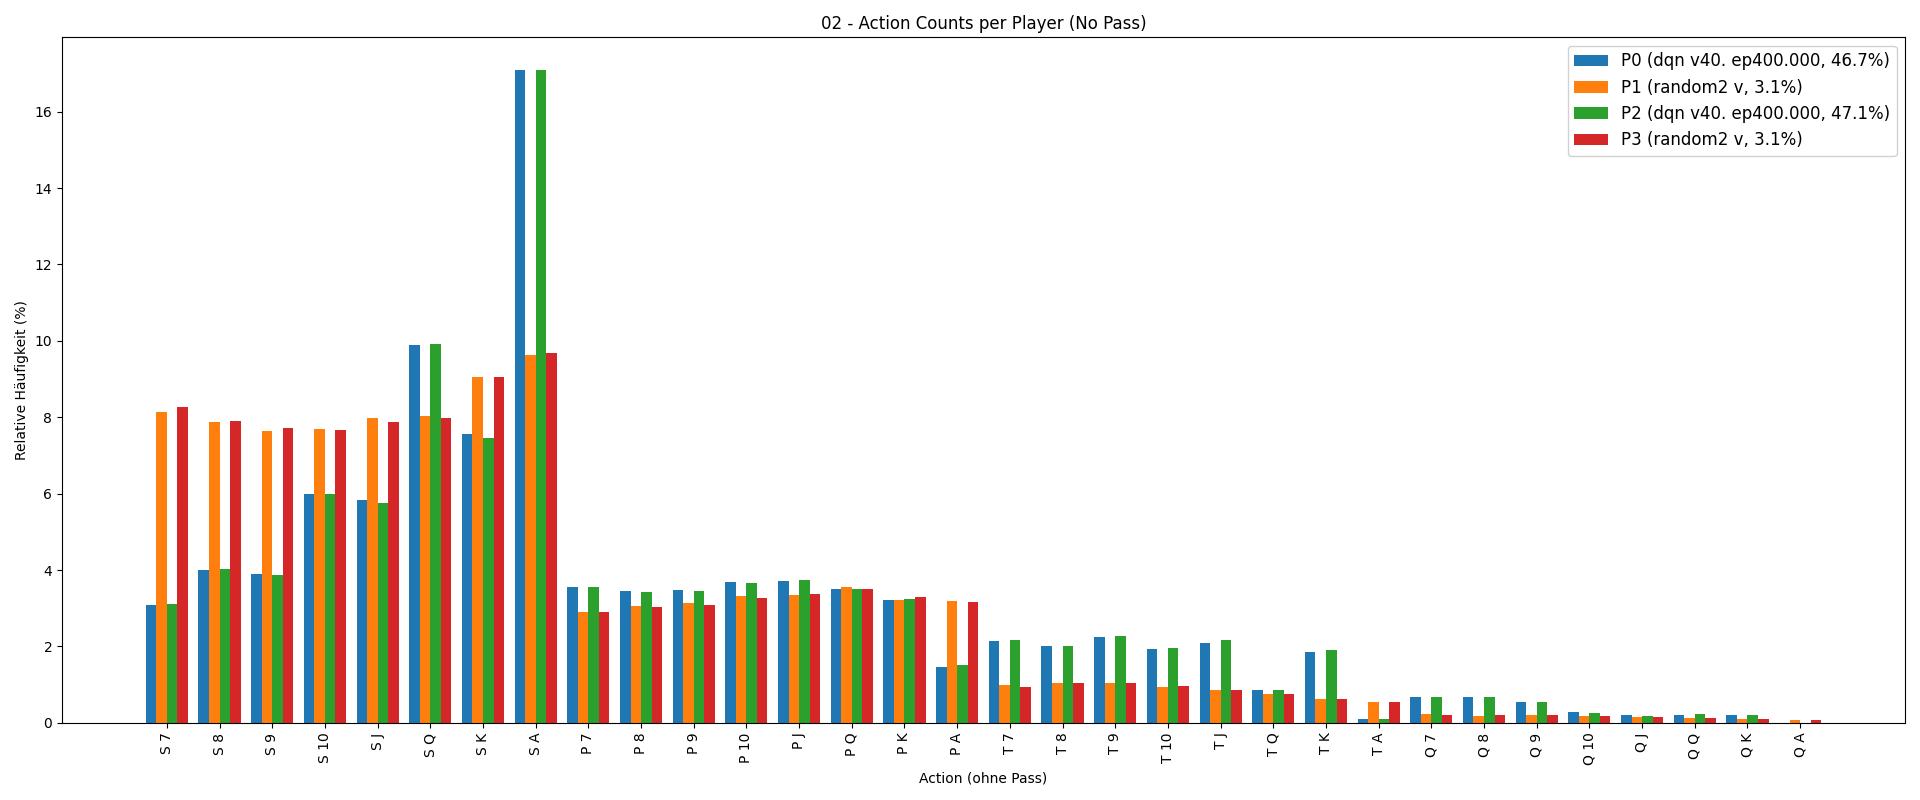 02 - Action Counts per Player (No Pass)
P0 (dqn v40. ep400.000, 46.7%)
P1 (random2 v, 3.1%)
P2 (dqn v40. ep400.000, 47.1%)
P3 (random2 v, 3.1%)
Relative Häufigkeit (%)
16
14
12
10
8
6
4
2
0
S 7
S 8
S 9
S 10
S J
S Q
S K
S A
P 7
P 8
P 9
P 10
P J
P Q
P K
P A
T 7
T 8
T 9
T 10
T J
T Q
T K
T A
Q 7
Q 8
Q 9
Q 10
Q J
Q Q
Q K
Q A
Action (ohne Pass)